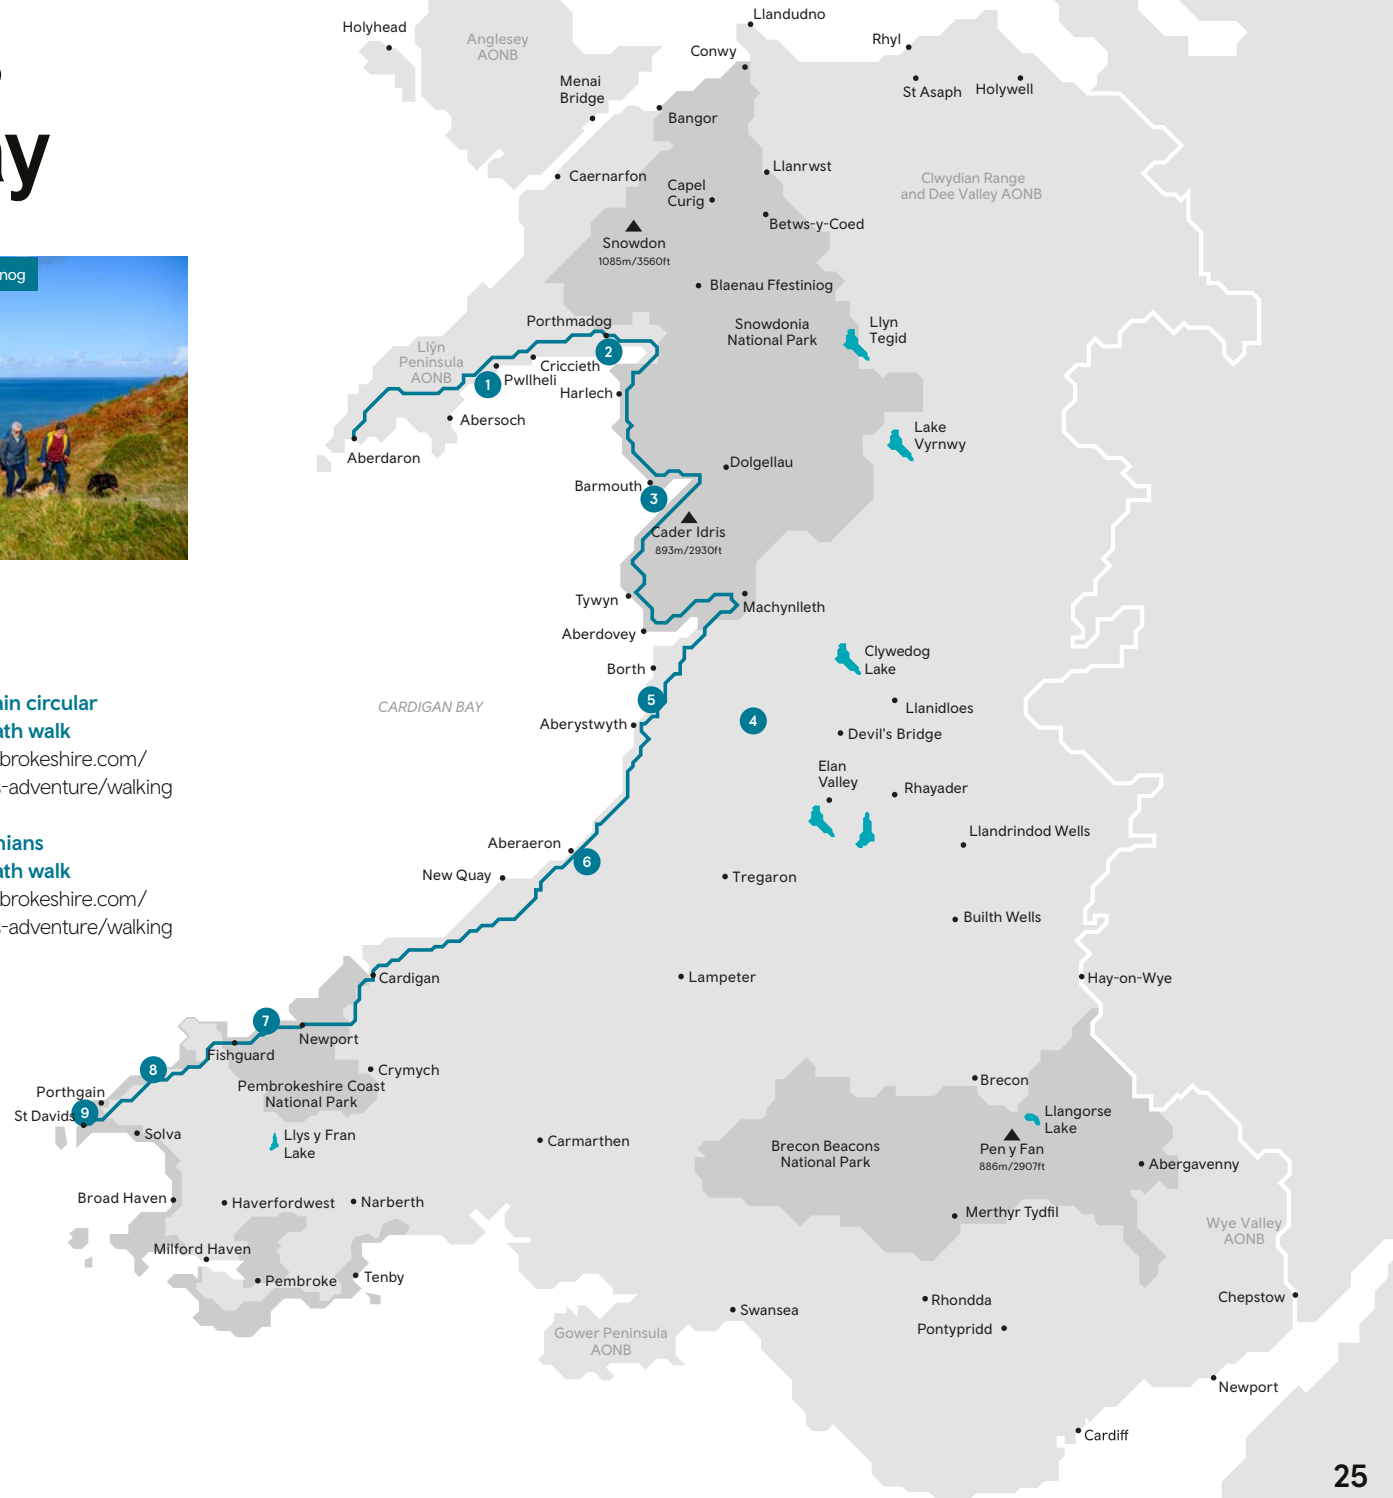 ay
nog
ain circular
ath walk
brokeshire.com/
s-adventure/walking
nians
ath walk
brokeshire.com/
s-adventure/walking
Llandudno
Holyhead
Anglesey
AONB
Rhyl
Conwy
Menai
Bridge
St Asaph
Holywell
Bangor
Llanrwst
Caernarfon
Capel
Curig
Clwydian Range
and Dee Valley AONB
Betws-y-Coed
Snowdon
1085m/3560ft
Blaenau Ffestiniog
Porthmadog
Snowdonia
National Park
Llyn
Tegid
Llŷn
Peninsula
AONB
2
Criccieth
1
Pwllheli
Harlech
Abersoch
Lake
Vyrnwy
Aberdaron
Dolgellau
Barmouth
3
Cader Idris
893m/2930ft
Tywyn
Machynlleth
Aberdovey
Borth
Clywedog
Lake
CARDIGAN BAY
5
Llanidloes
Aberystwyth
4
Devil's Bridge
Elan
Valley
Rhayader
Llandrindod Wells
Aberaeron
6
New Quay
Tregaron
Builth Wells
Cardigan
Lampeter
Hay-on-Wye
7
Newport
Fishguard
8
Crymych
Brecon
Pembrokeshire Coast
National Park
Porthgain
St Davids
9
Solva
Llys y Fran
Lake
Carmarthen
Brecon Beacons
National Park
Llangorse
Lake
Pen y Fan
886m/2907ft
Abergavenny
Broad Haven
Haverfordwest
Narberth
Merthyr Tydfil
Wye Valley
AONB
Milford Haven
Pembroke
Tenby
Chepstow
Swansea
Rhondda
Pontypridd
Gower Peninsula
AONB
Newport
Cardiff
25